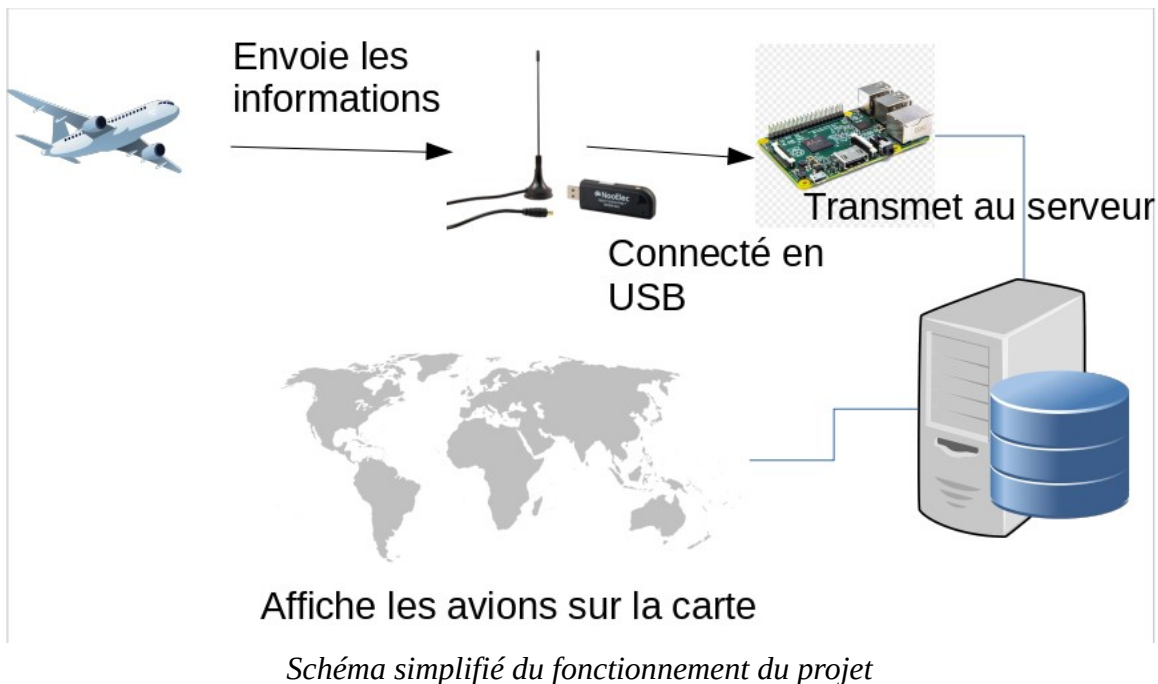 Envoie les
informations
NooElec
Transmet au serveur
Connecté en
USB
Affiche les avions sur la carte
Schéma simplifié du fonctionnement du projet